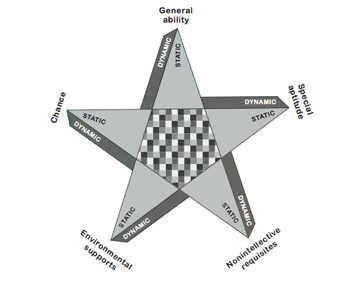 General
ability
DYNAMIC
STATIC
DYNAMIC
STATIC
Special
aptitude
Chance
STATIC
DYNAMIC
STATIC
DYNAMIC
Environmental
supports
STATIC
DYNAMIC
Nonintellective
requisites